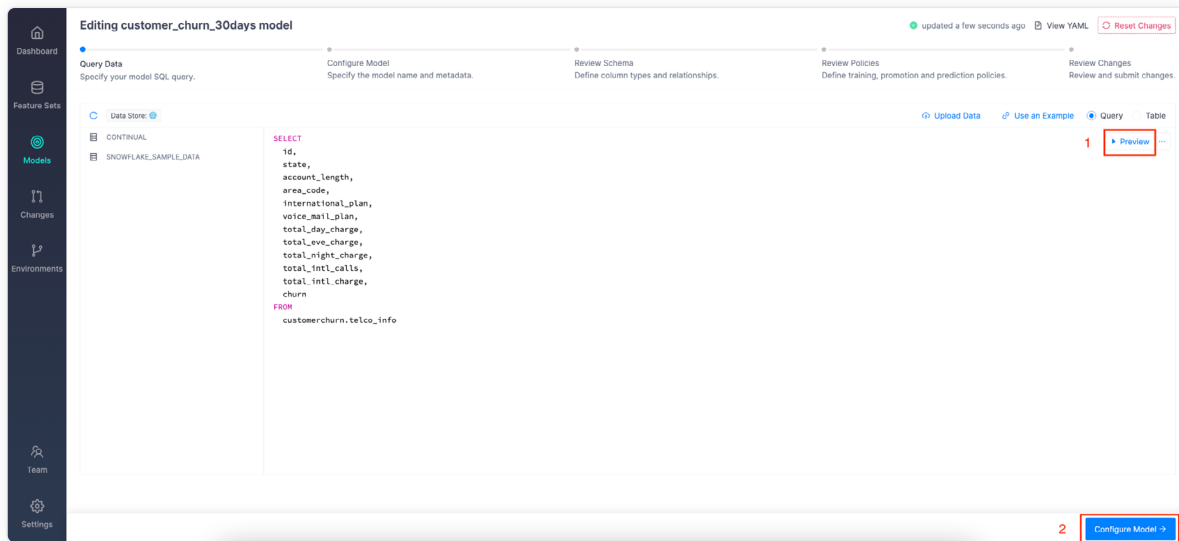 Editing customer_churn_30days model
updated a few seconds ago View YAML Reset Changes
Dashboard
Feature Sets
Models
Changes
Environments
Team
Settings
Query Data
Specify your model SQL query.
Configure Model
Specify the model name and metadata.
Review Schema
Define column types and relationships.
Review Policies
Define training, promotion and prediction policies.
Review Changes
Review and submit changes.
Data Store:
Upload Data Use an Example Query Table
CONTINUAL
SNOWFLAKE_SAMPLE_DATA
SELECT
id,
state,
account_length,
area_code,
international_plan,
voice_mail_plan,
total_day_charge,
total_eve_charge,
total_night_charge,
total_intl_calls,
total_intl_charge,
churn
FROM
customerchurn.telco_info
1 Preview ...
2 Configure Model →